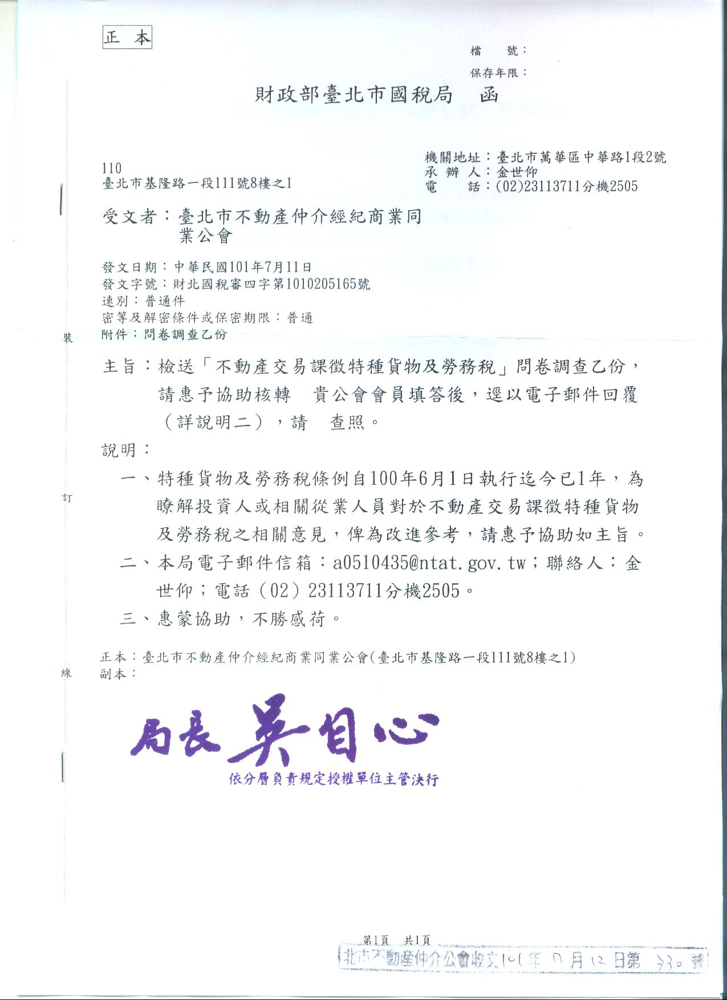 正本
檔　　號：
保存年限：
財政部臺北市國稅局　函
機關地址：臺北市萬華區中華路1段2號
承 辦 人：金世仰
電　　話：(02)23113711分機2505
110
臺北市基隆路一段111號8樓之1
受文者：臺北市不動產仲介經紀商業同
業公會
發文日期：中華民國101年7月11日
發文字號：財北國稅審四字第1010205165號
速別：普通件
密等及解密條件或保密期限：普通
附件：問卷調查乙份
主旨：檢送「不動產交易課徵特種貨物及勞務稅」問卷調查乙份，
請惠予協助核轉　貴公會會員填答後，逕以電子郵件回覆
（詳說明二），請　查照。
說明：
一、特種貨物及勞務稅條例自100年6月1日執行迄今已1年，為
瞭解投資人或相關從業人員對於不動產交易課徵特種貨物
及勞務稅之相關意見，俾為改進參考，請惠予協助如主旨。
二、本局電子郵件信箱：a0510435@ntat.gov.tw；聯絡人：金
世仰；電話（02）23113711分機2505。
三、惠蒙協助，不勝感荷。
正本：臺北市不動產仲介經紀商業同業公會(臺北市基隆路一段111號8樓之1)
副本：
局長 吳自心
依分層負責規定授權單位主管決行
裝
訂
線
第1頁　共1頁
北市不動產仲介公會收文101年7月12日第330號